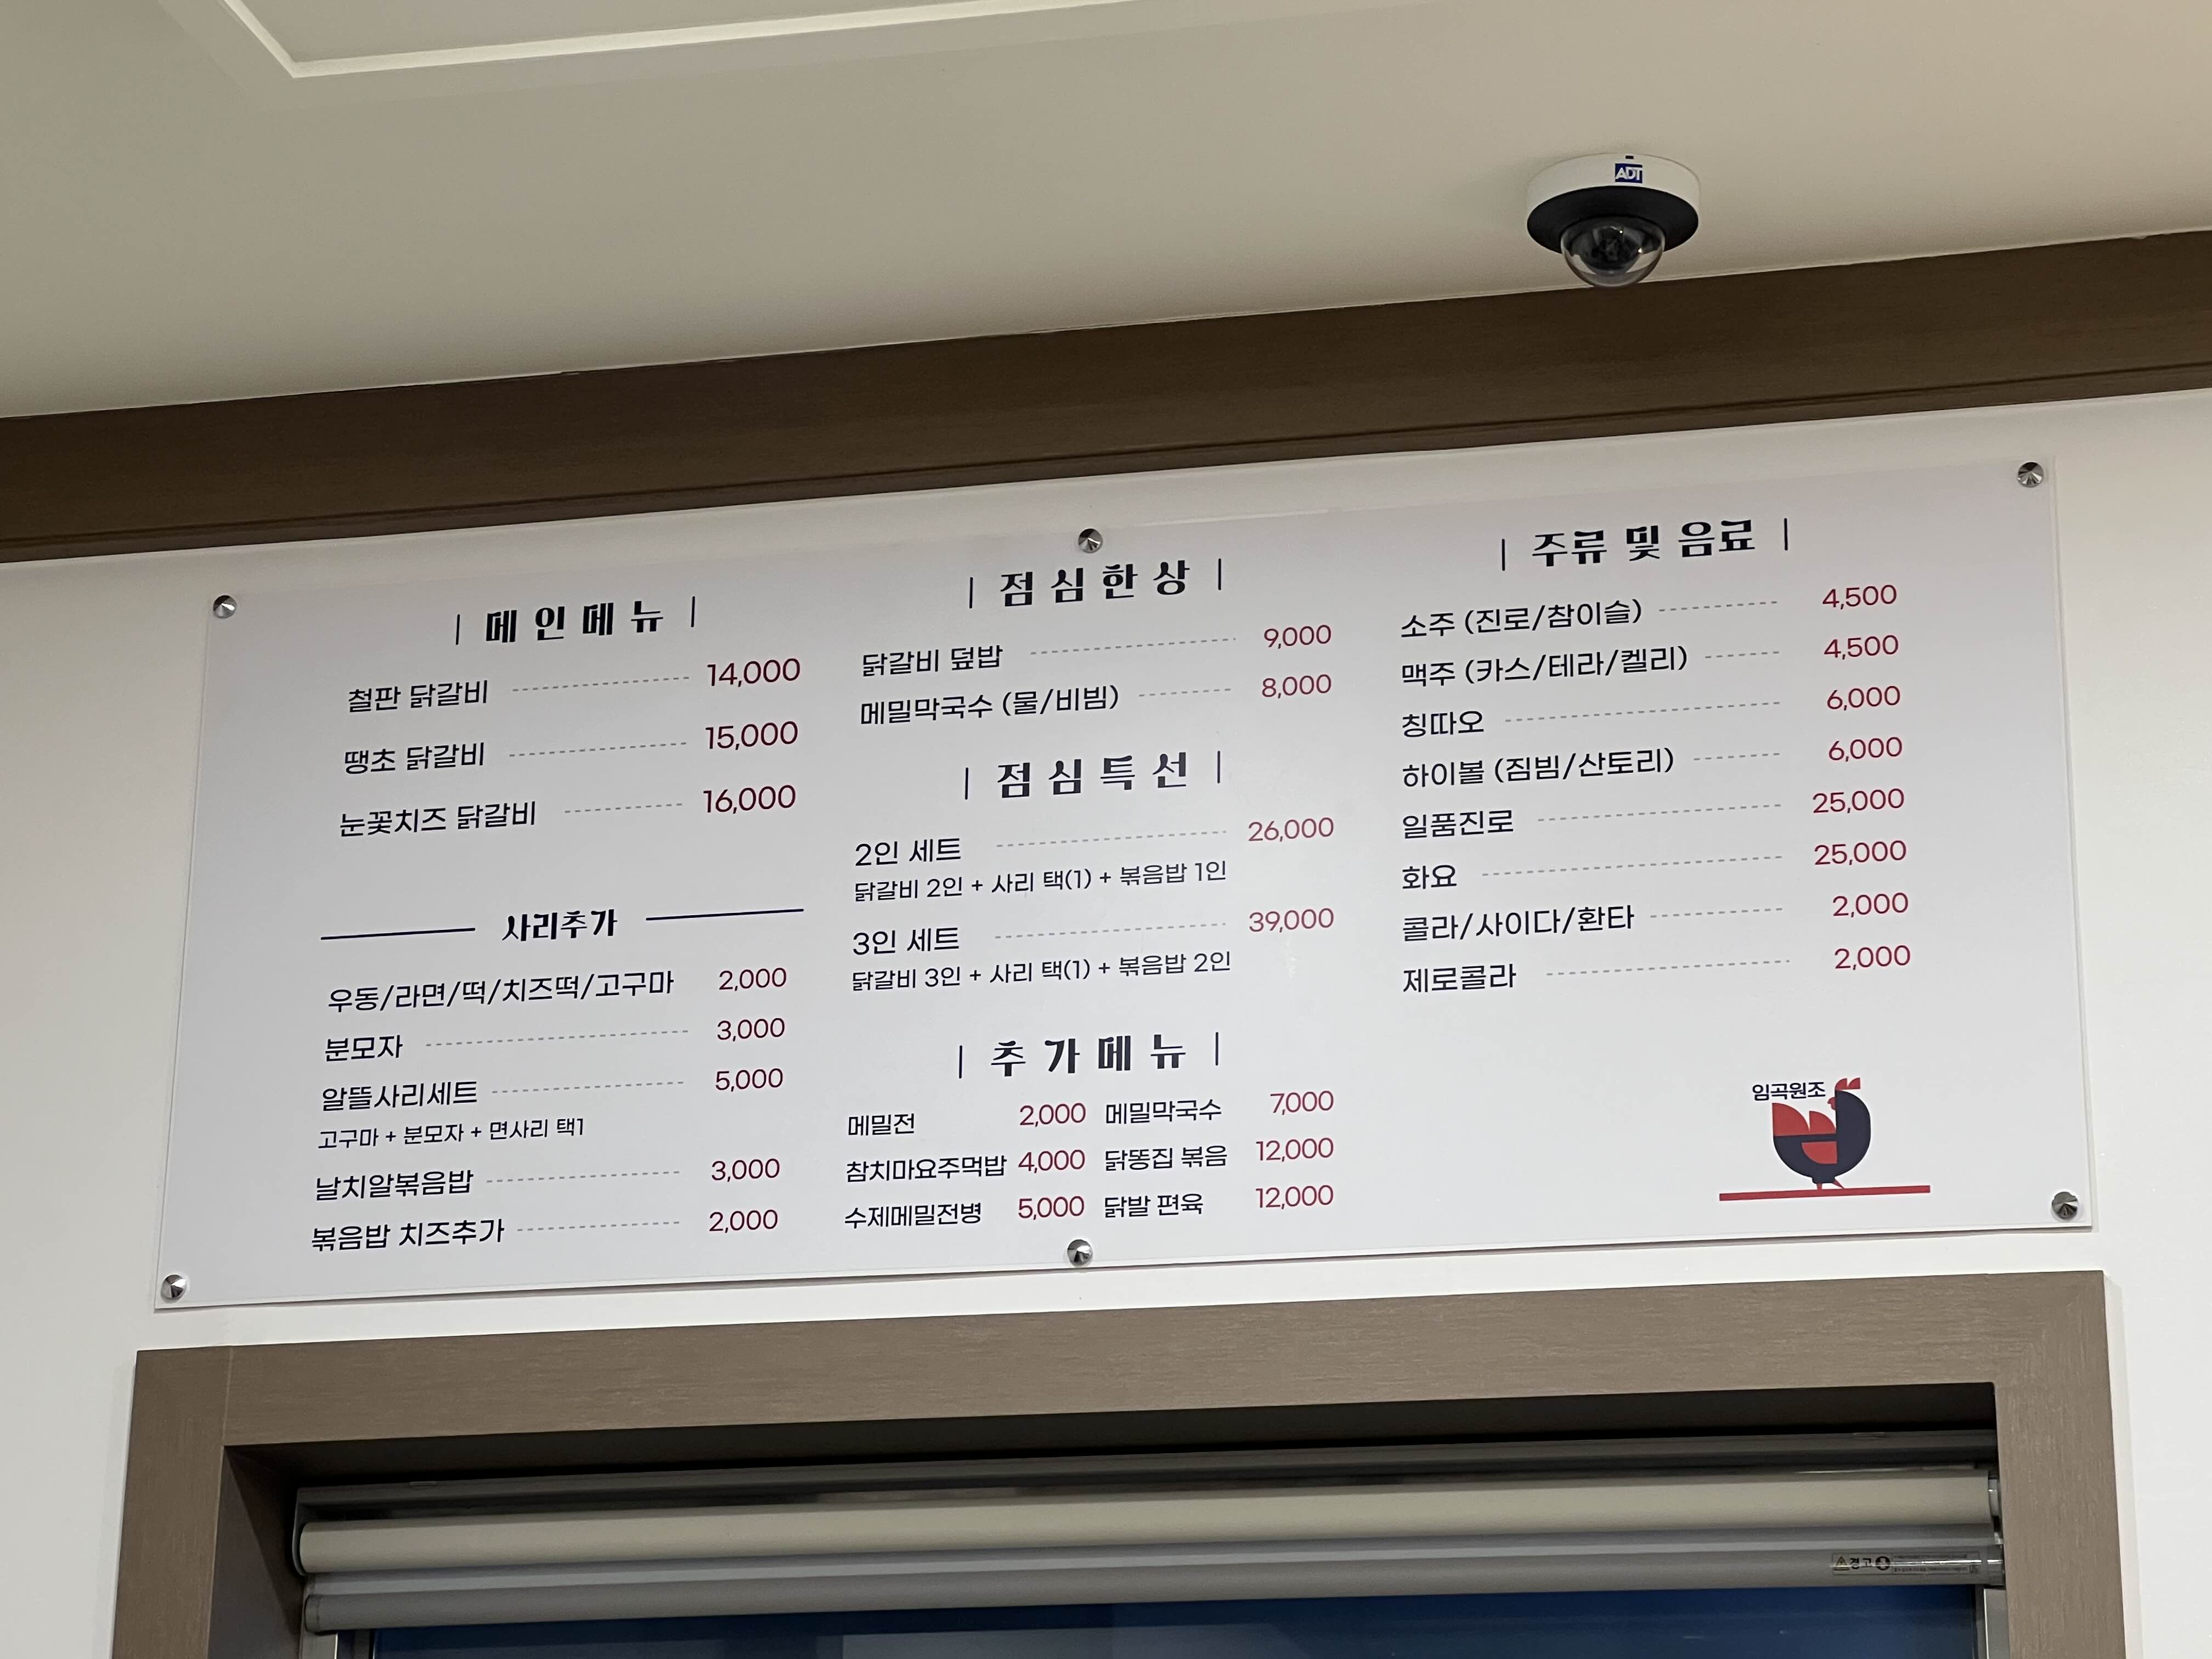 ADT
메인메뉴
철판 닭갈비 14,000
땡초 닭갈비 15,000
눈꽃치즈 닭갈비 16,000
사리추가
우동/라면/떡/치즈떡/고구마 2,000
분모자 3,000
알뜰사리세트 5,000
고구마 + 분모자 + 면사리 택1
날치알볶음밥 3,000
볶음밥 치즈추가 2,000
점심한상
닭갈비 덮밥 9,000
메밀막국수 (물/비빔) 8,000
점심특선
2인 세트 26,000
닭갈비 2인 + 사리 택(1) + 볶음밥 1인
3인 세트 39,000
닭갈비 3인 + 사리 택(1) + 볶음밥 2인
추가메뉴
메밀전 2,000 메밀막국수 7,000
참치마요주먹밥 4,000 닭똥집 볶음 12,000
수제메밀전병 5,000 닭발 편육 12,000
주류 및 음료
소주 (진로/참이슬) 4,500
맥주 (카스/테라/켈리) 4,500
칭따오 6,000
하이볼 (짐빔/산토리) 6,000
일품진로 25,000
화요 25,000
콜라/사이다/환타 2,000
제로콜라 2,000
임곡원조
경고